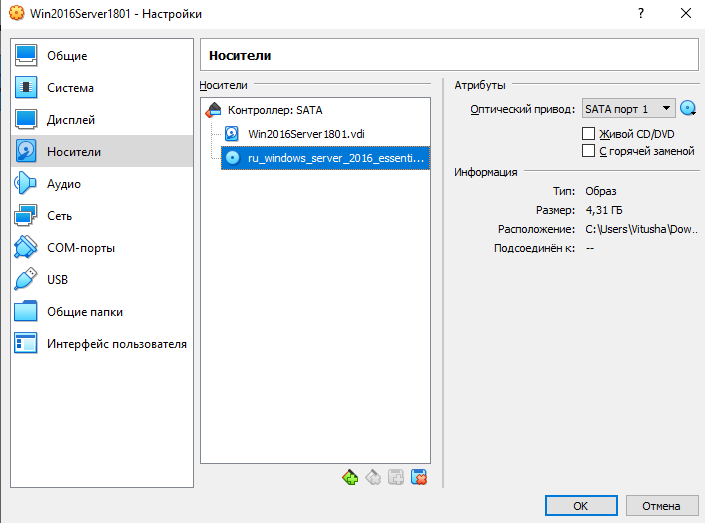 Win2016Server1801 - Настройки
?
Общие
Система
Дисплей
Носители
Аудио
Сеть
COM-порты
USB
Общие папки
Интерфейс пользователя
Носители
Носители
Контроллер: SATA
Win2016Server1801.vdi
ru_windows_server_2016_essenti...
Атрибуты
Оптический привод: SATA порт 1
Живой CD/DVD
С горячей заменой
Информация
Тип: Образ
Размер: 4,31 ГБ
Расположение: C:\Users\Vitusha\Dow...
Подсоединён к: --
OK
Отмена